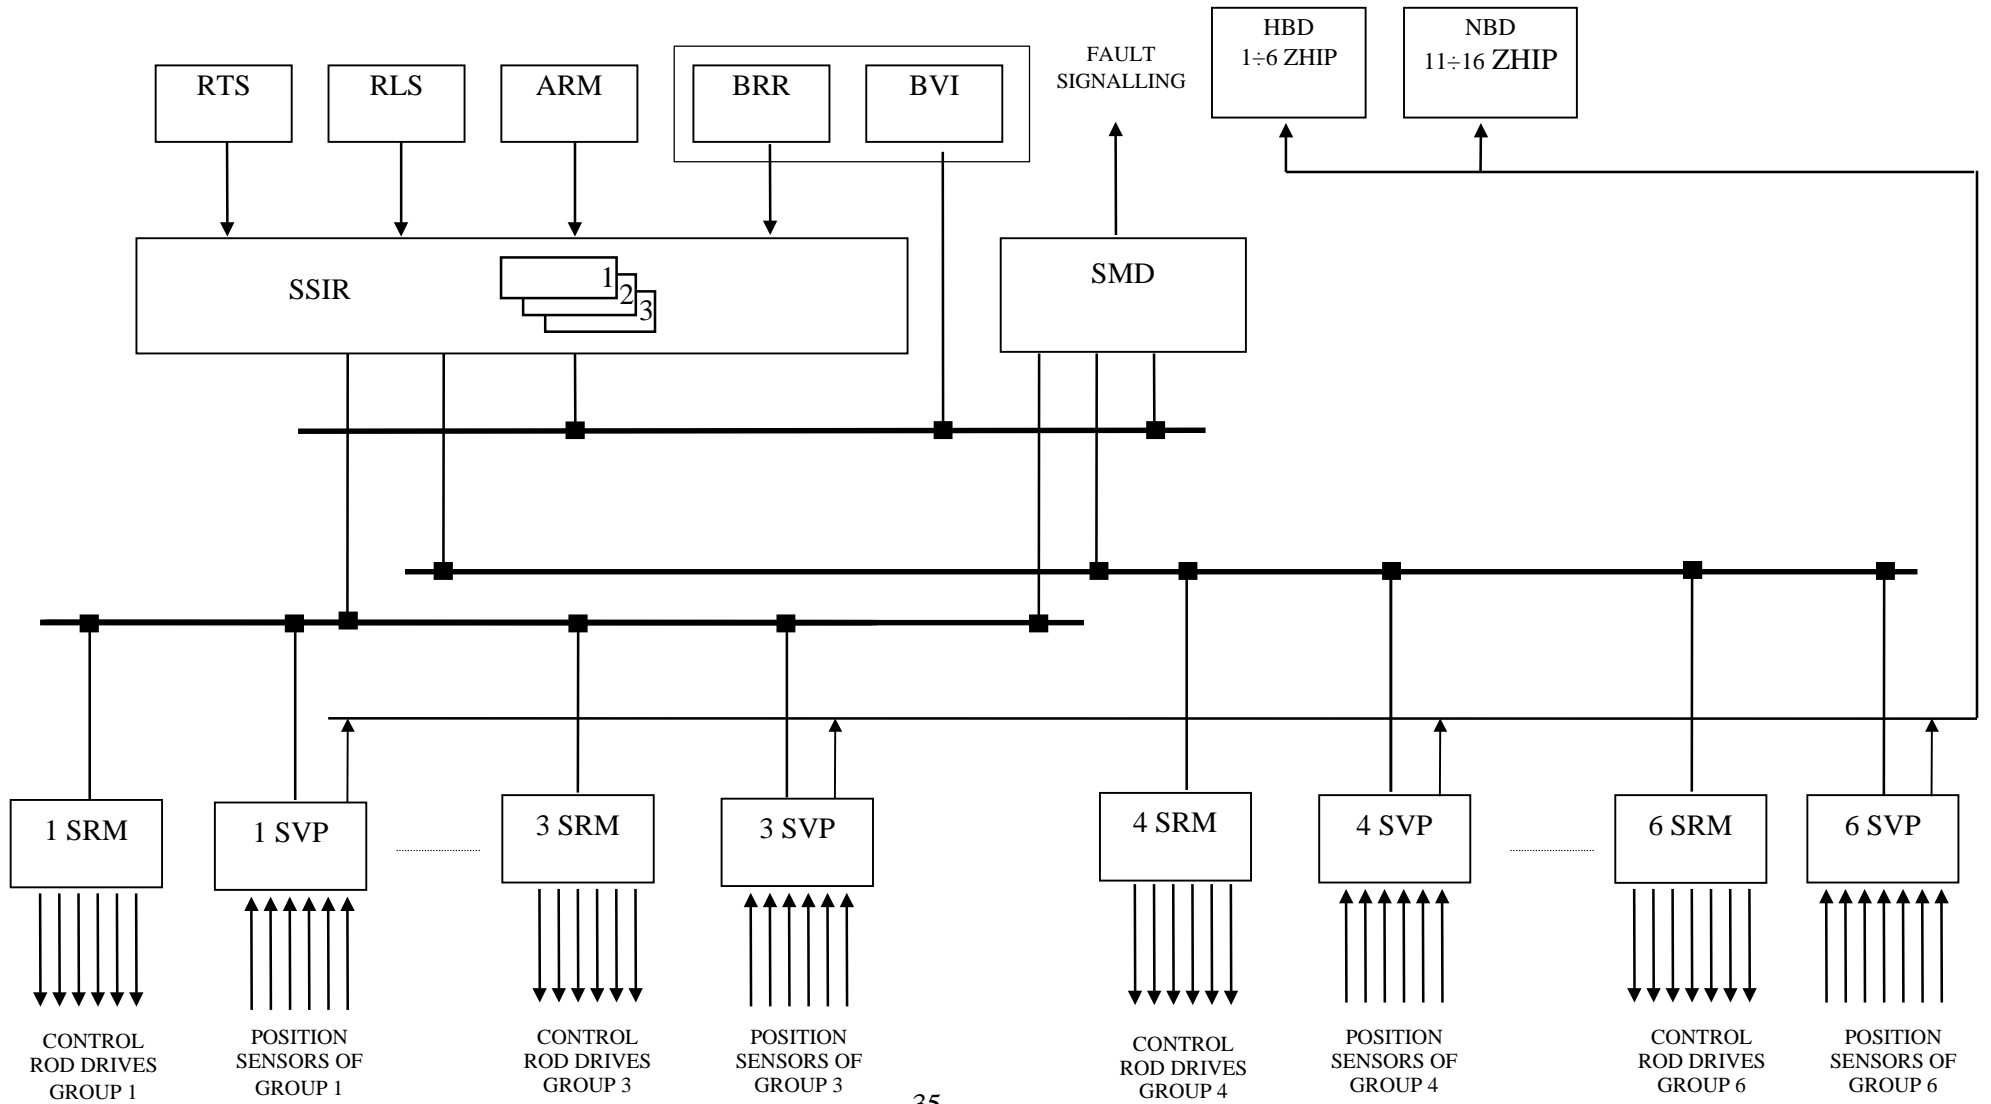 RTS
RLS
ARM
BRR
BVI
FAULT
SIGNALLING
HBD
1÷6 ZHIP
NBD
11÷16 ZHIP
SSIR
1
2
3
SMD
1 SRM
1 SVP
3 SRM
3 SVP
4 SRM
4 SVP
6 SRM
6 SVP
CONTROL
ROD DRIVES
GROUP 1
POSITION
SENSORS OF
GROUP 1
CONTROL
ROD DRIVES
GROUP 3
POSITION
SENSORS OF
GROUP 3
CONTROL
ROD DRIVES
GROUP 4
POSITION
SENSORS OF
GROUP 4
CONTROL
ROD DRIVES
GROUP 6
POSITION
SENSORS OF
GROUP 6
35